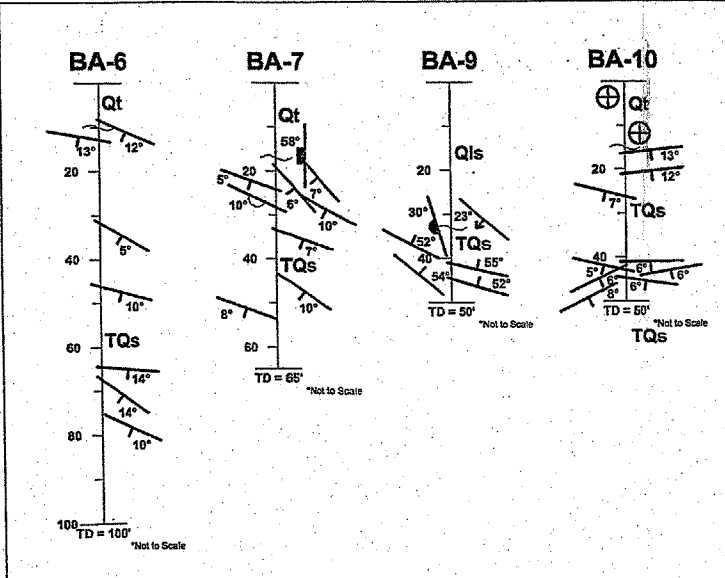 BA-6
Qt
13°
12°
20
5°
40
10°
TQs
60
14°
14°
80
10°
100
TD = 100'
*Not to Scale
BA-7
Qt
58°
5°
20
6°
7°
10°
10°
7°
40
TQs
10°
8°
60
TD = 65'
*Not to Scale
BA-9
Qls
20
30°
23°
52°
TQs
40
55°
54°
52°
TD = 50'
*Not to Scale
BA-10
Qt
13°
20
12°
7°
TQs
40
5°
6°
6°
6°
8°
6°
TD = 50'
*Not to Scale
TQs